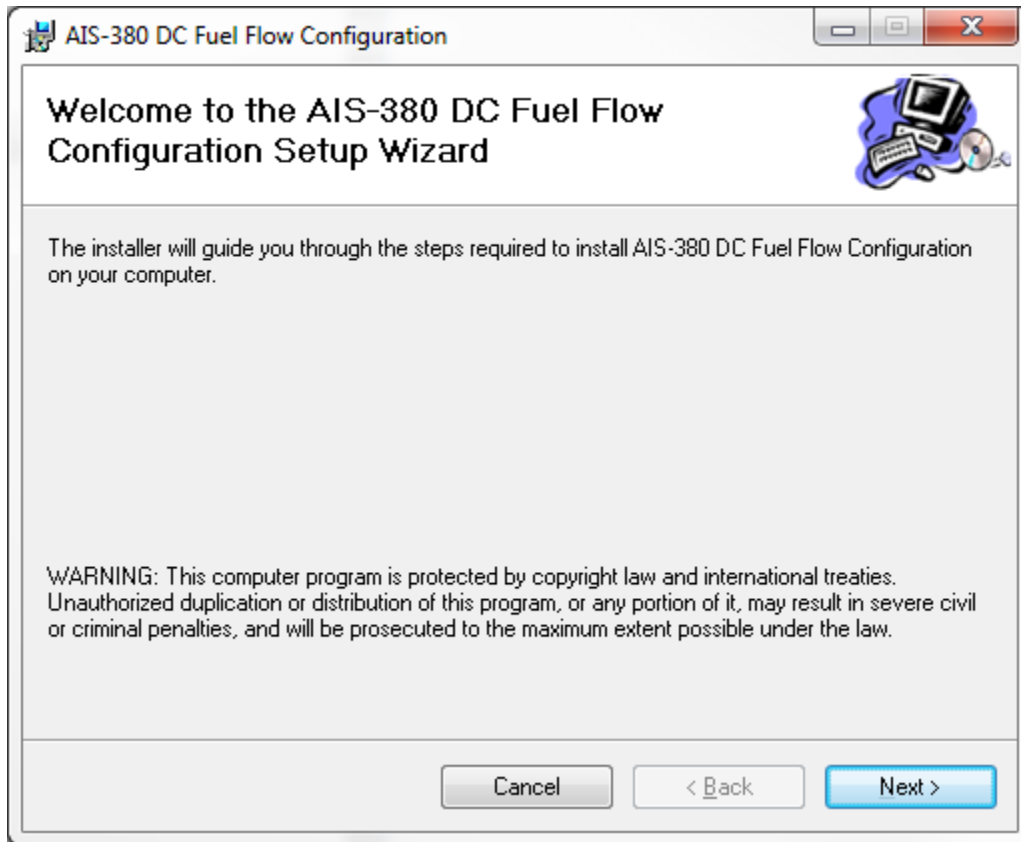 AIS-380 DC Fuel Flow Configuration
Welcome to the AIS-380 DC Fuel Flow
Configuration Setup Wizard
The installer will guide you through the steps required to install AIS-380 DC Fuel Flow Configuration
on your computer.
WARNING: This computer program is protected by copyright law and international treaties.
Unauthorized duplication or distribution of this program, or any portion of it, may result in severe civil
or criminal penalties, and will be prosecuted to the maximum extent possible under the law.
Cancel
< Back
Next >